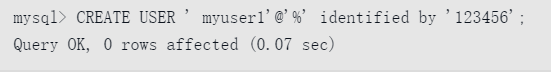 mysql> CREATE USER ’ myuser1’@’%’ identified by ’123456’;
Query OK, 0 rows affected (0.07 sec)